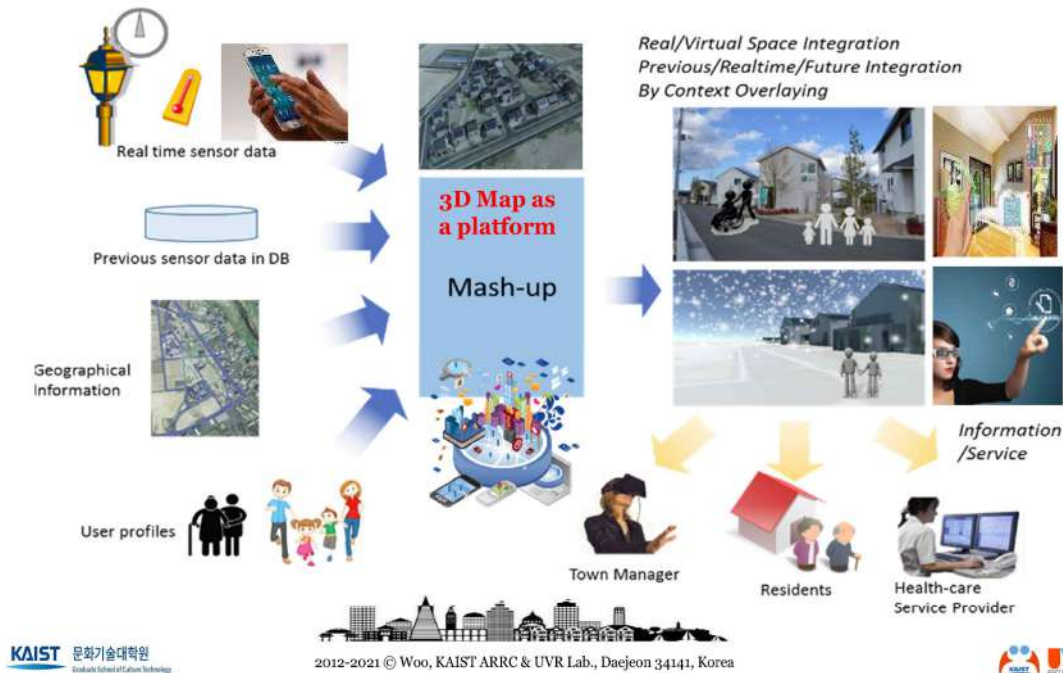 Real time sensor data
Previous sensor data in DB
Geographical
Information
User profiles
3D Map as
a platform
Mash-up
Real/Virtual Space Integration
Previous/Realtime/Future Integration
By Context Overlaying
Information
/Service
Town Manager
Residents
Health-care
Service Provider
KAIST 문화기술대학원
Graduate School of Culture Technology
2012-2021 © Woo, KAIST ARRC & UVR Lab., Daejeon 34141, Korea
KAIST